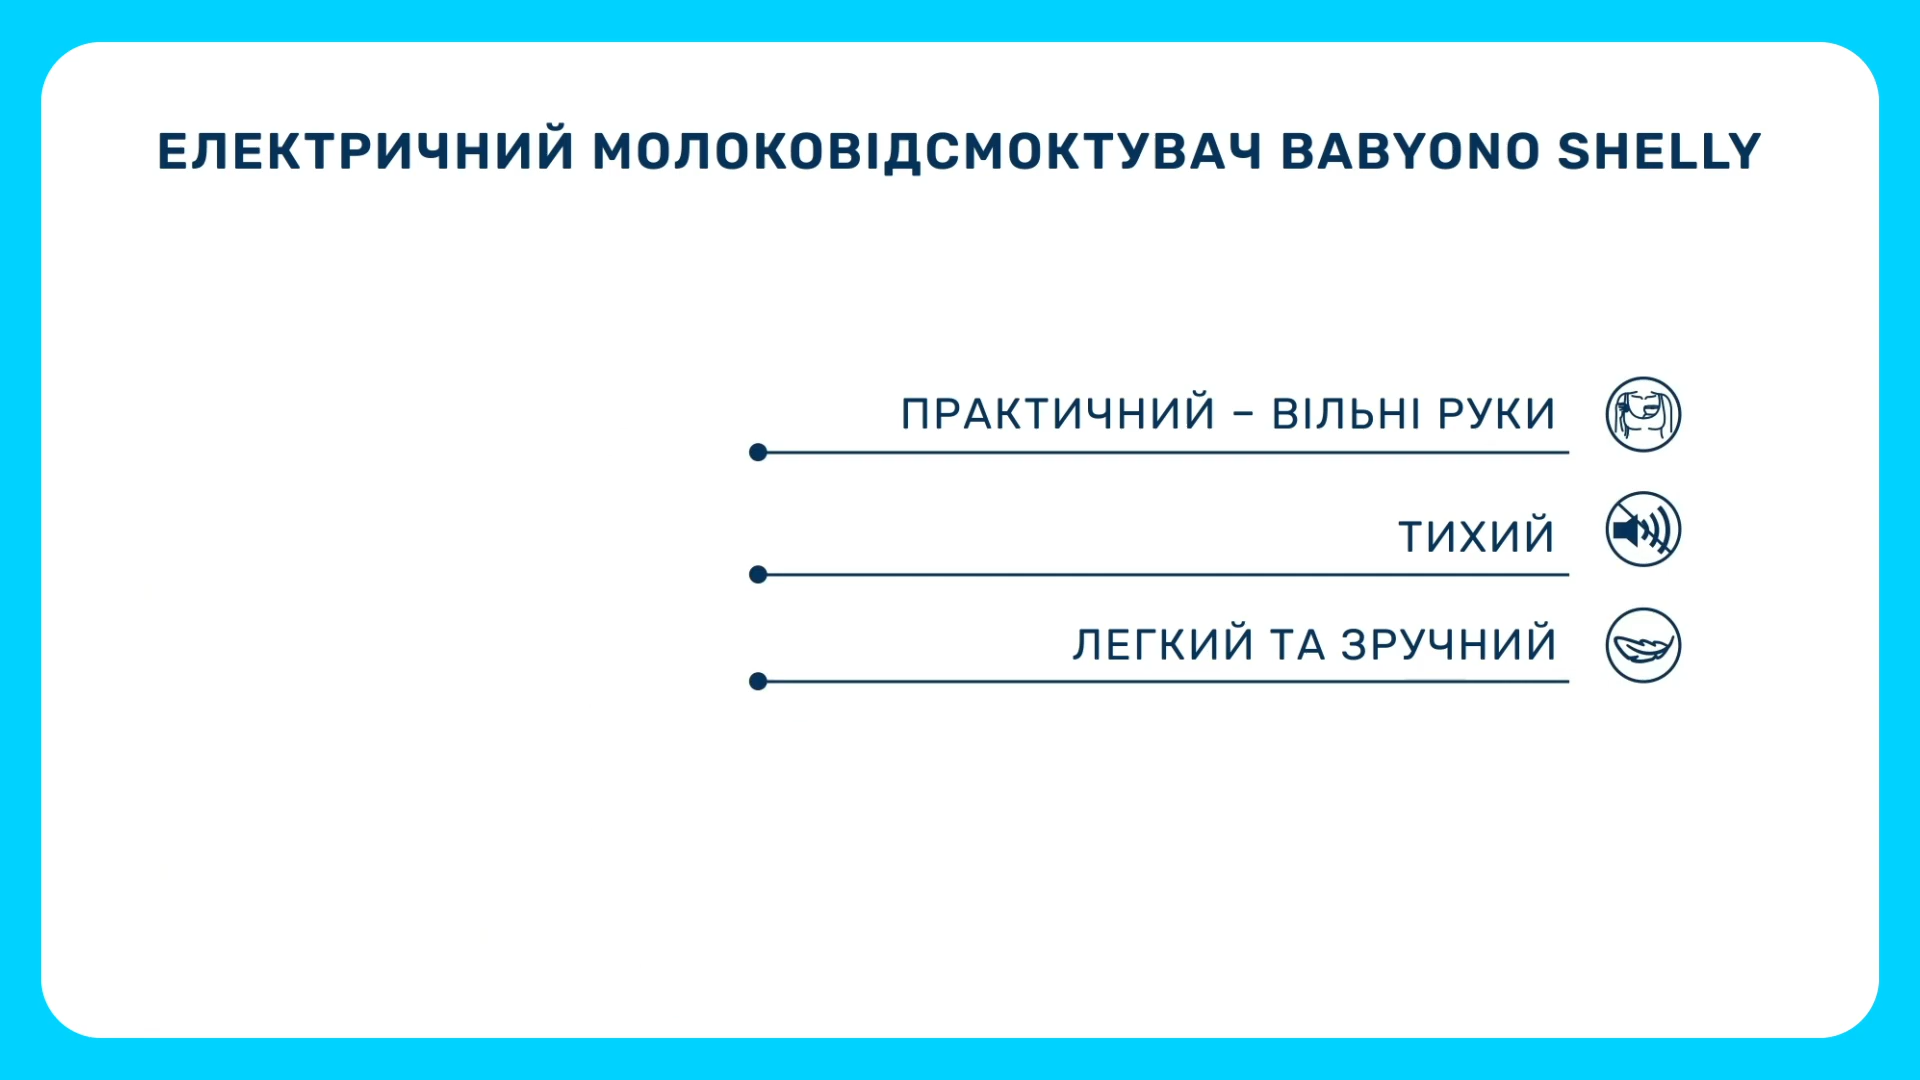 ЕЛЕКТРИЧНИЙ МОЛОКОВІДСМОКТУВАЧ BABYONO SHELLY
ПРАКТИЧНИЙ – ВІЛЬНІ РУКИ
ТИХИЙ
ЛЕГКИЙ ТА ЗРУЧНИЙ